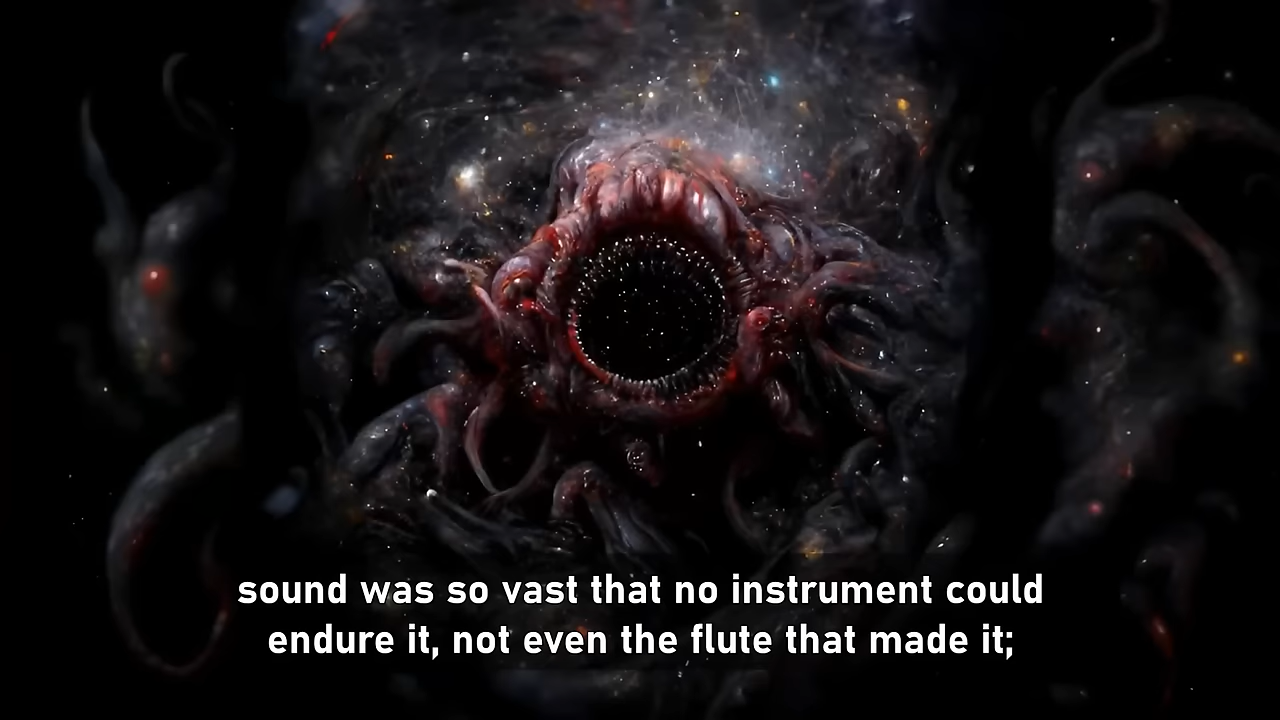 sound was so vast that no instrument could
endure it, not even the flute that made it;